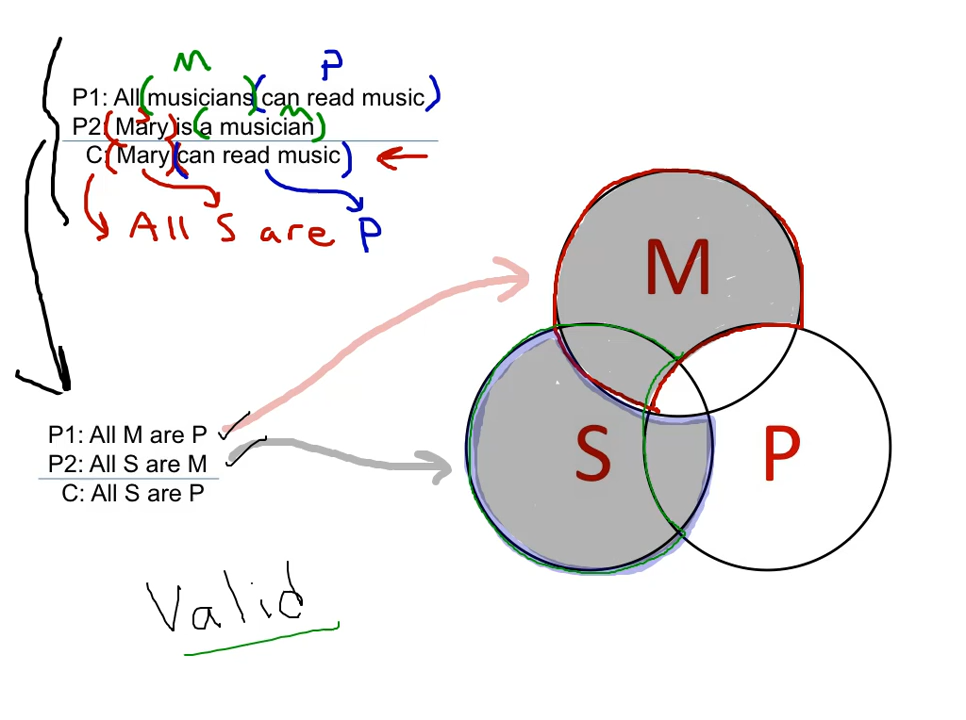 M P
P1: All (musicians) (can read music)
S M
P2: (Mary) is (a musician)
C: (Mary) (can read music)
All S are P
M
P1: All M are P
P2: All S are M
C: All S are P
S P
Valid